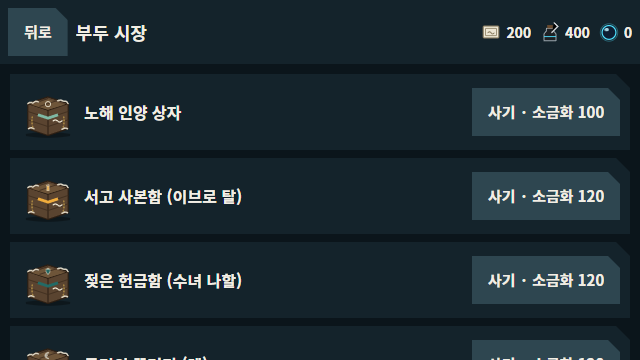 뒤로 부두 시장 200 400 0
노해 인양 상자 사기 · 소금화 100
서고 사본함 (이브로 탈) 사기 · 소금화 120
젖은 헌금함 (수녀 나할) 사기 · 소금화 120